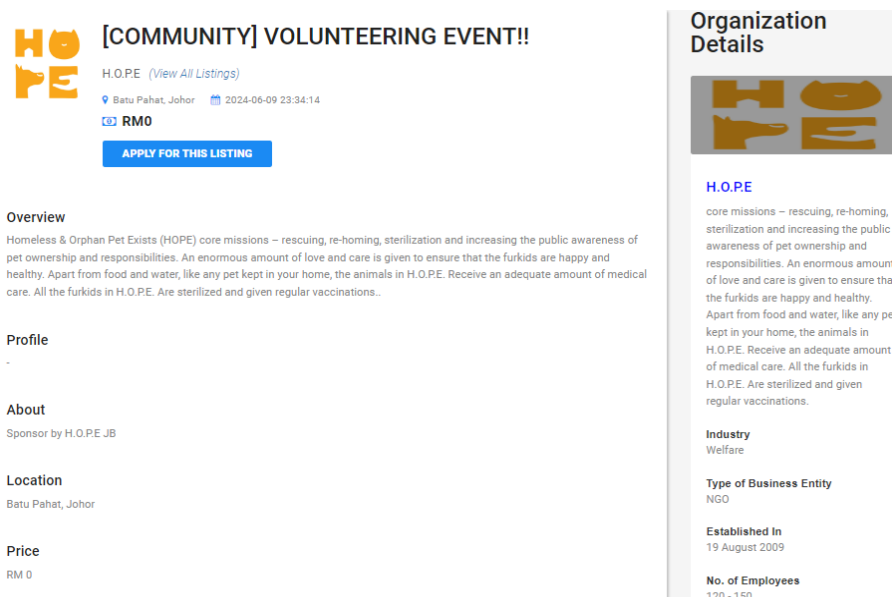 HOPE
[COMMUNITY] VOLUNTEERING EVENT!!
H.O.P.E (View All Listings)
Batu Pahat, Johor 2024-06-09 23:34:14
RM0
APPLY FOR THIS LISTING
Overview
Homeless & Orphan Pet Exists (HOPE) core missions – rescuing, re-homing, sterilization and increasing the public awareness of
pet ownership and responsibilities. An enormous amount of love and care is given to ensure that the furkids are happy and
healthy. Apart from food and water, like any pet kept in your home, the animals in H.O.P.E. Receive an adequate amount of medical
care. All the furkids in H.O.P.E. Are sterilized and given regular vaccinations..
Profile
-
About
Sponsor by H.O.P.E JB
Location
Batu Pahat, Johor
Price
RM 0
Organization
Details
HOPE
H.O.P.E
core missions – rescuing, re-homing,
sterilization and increasing the public
awareness of pet ownership and
responsibilities. An enormous amount
of love and care is given to ensure tha
the furkids are happy and healthy.
Apart from food and water, like any pe
kept in your home, the animals in
H.O.P.E. Receive an adequate amount
of medical care. All the furkids in
H.O.P.E. Are sterilized and given
regular vaccinations.
Industry
Welfare
Type of Business Entity
NGO
Established In
19 August 2009
No. of Employees
120 - 150